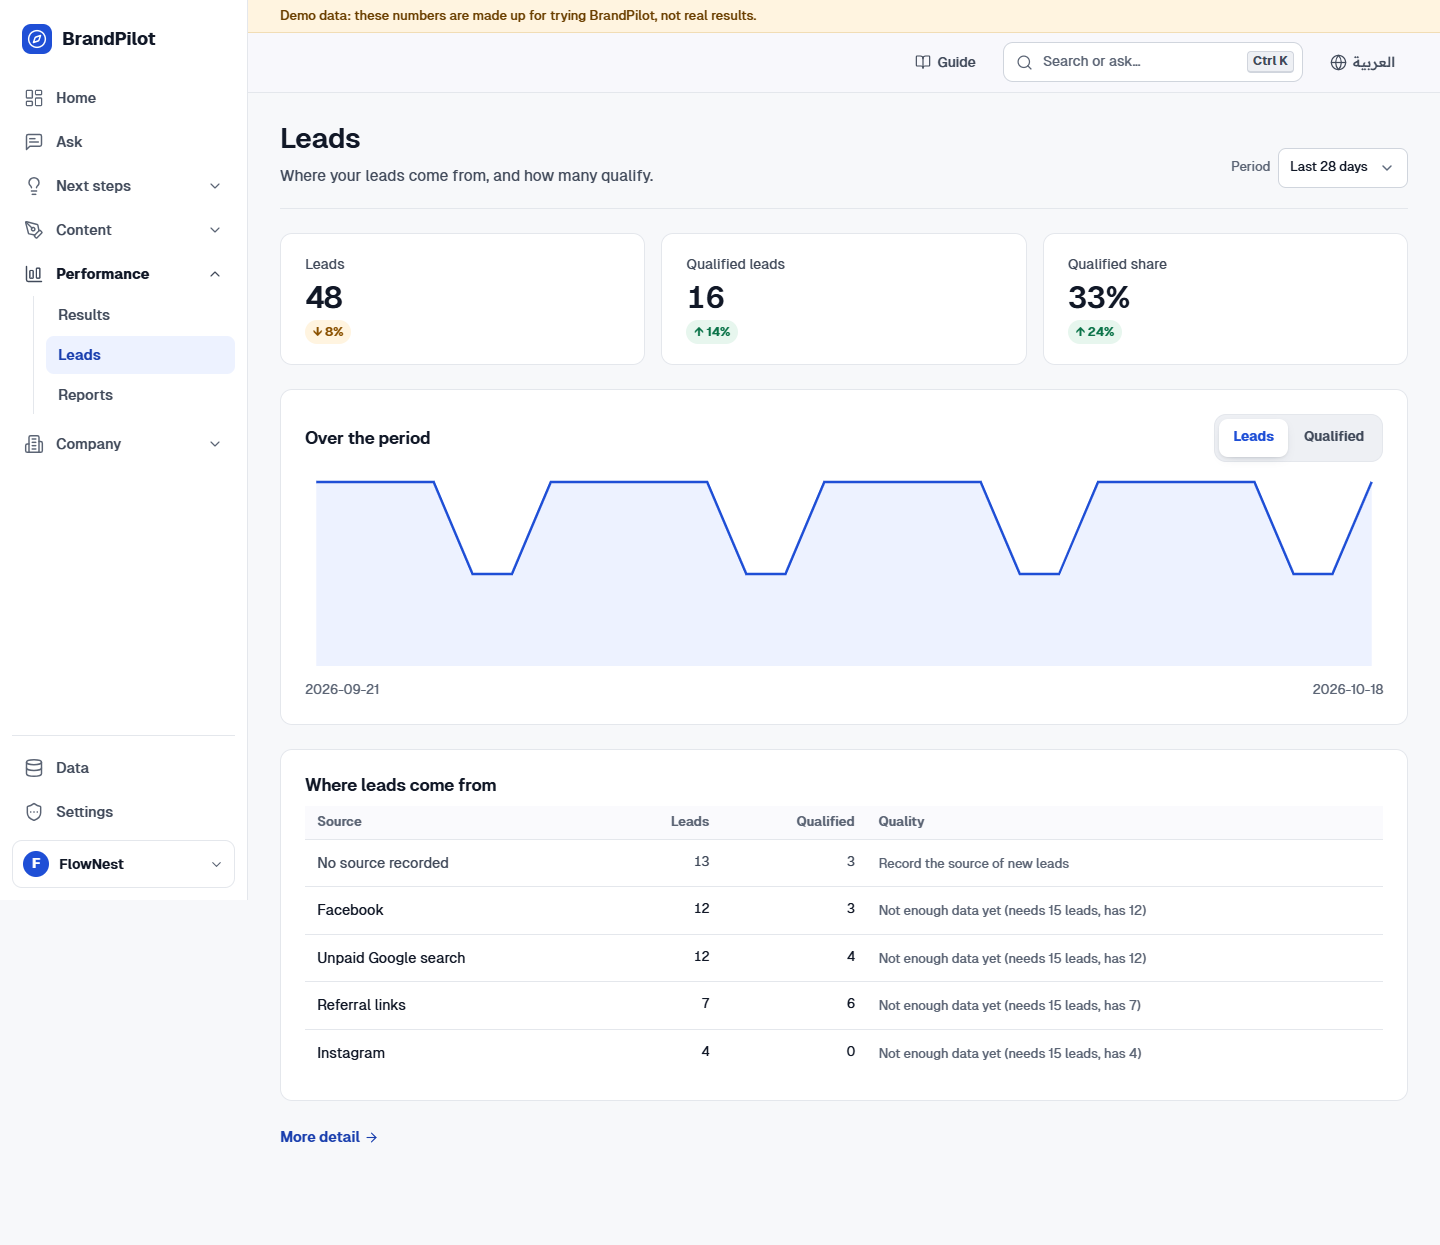 Demo data: these numbers are made up for trying BrandPilot, not real results.
BrandPilot
Guide
Search or ask...
Ctrl K
العربية
Home
Ask
Next steps
Content
Performance
Results
Leads
Reports
Company
Data
Settings
F
FlowNest
Leads
Where your leads come from, and how many qualify.
Period
Last 28 days
Leads
48
↓ 8%
Qualified leads
16
↑ 14%
Qualified share
33%
↑ 24%
Over the period
Leads Qualified
2026-09-21 2026-10-18
Where leads come from
Source Leads Qualified Quality
No source recorded 13 3 Record the source of new leads
Facebook 12 3 Not enough data yet (needs 15 leads, has 12)
Unpaid Google search 12 4 Not enough data yet (needs 15 leads, has 12)
Referral links 7 6 Not enough data yet (needs 15 leads, has 7)
Instagram 4 0 Not enough data yet (needs 15 leads, has 4)
More detail →